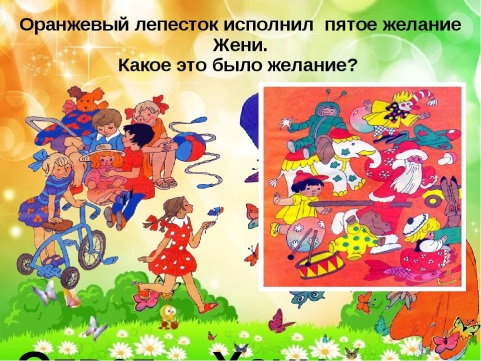 Оранжевый лепесток исполнил  пятое желание
Жени.
Какое это было желание?